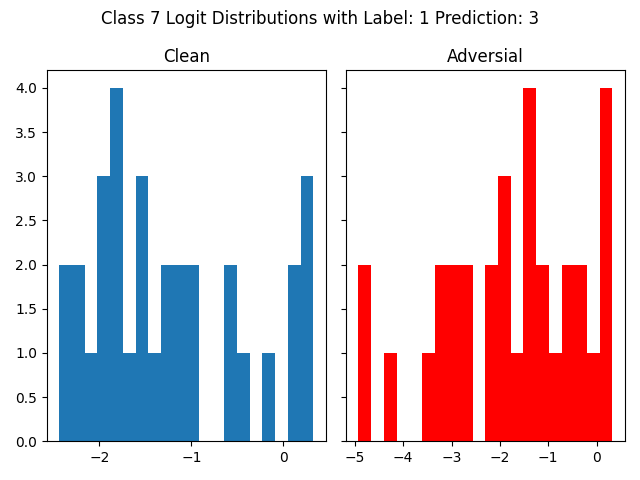 Class 7 Logit Distributions with Label: 1 Prediction: 3
Clean
Adversial
4.0
3.5
3.0
2.5
2.0
1.5
1.0
0.5
0.0
−2 −1 0
−5 −4 −3 −2 −1 0